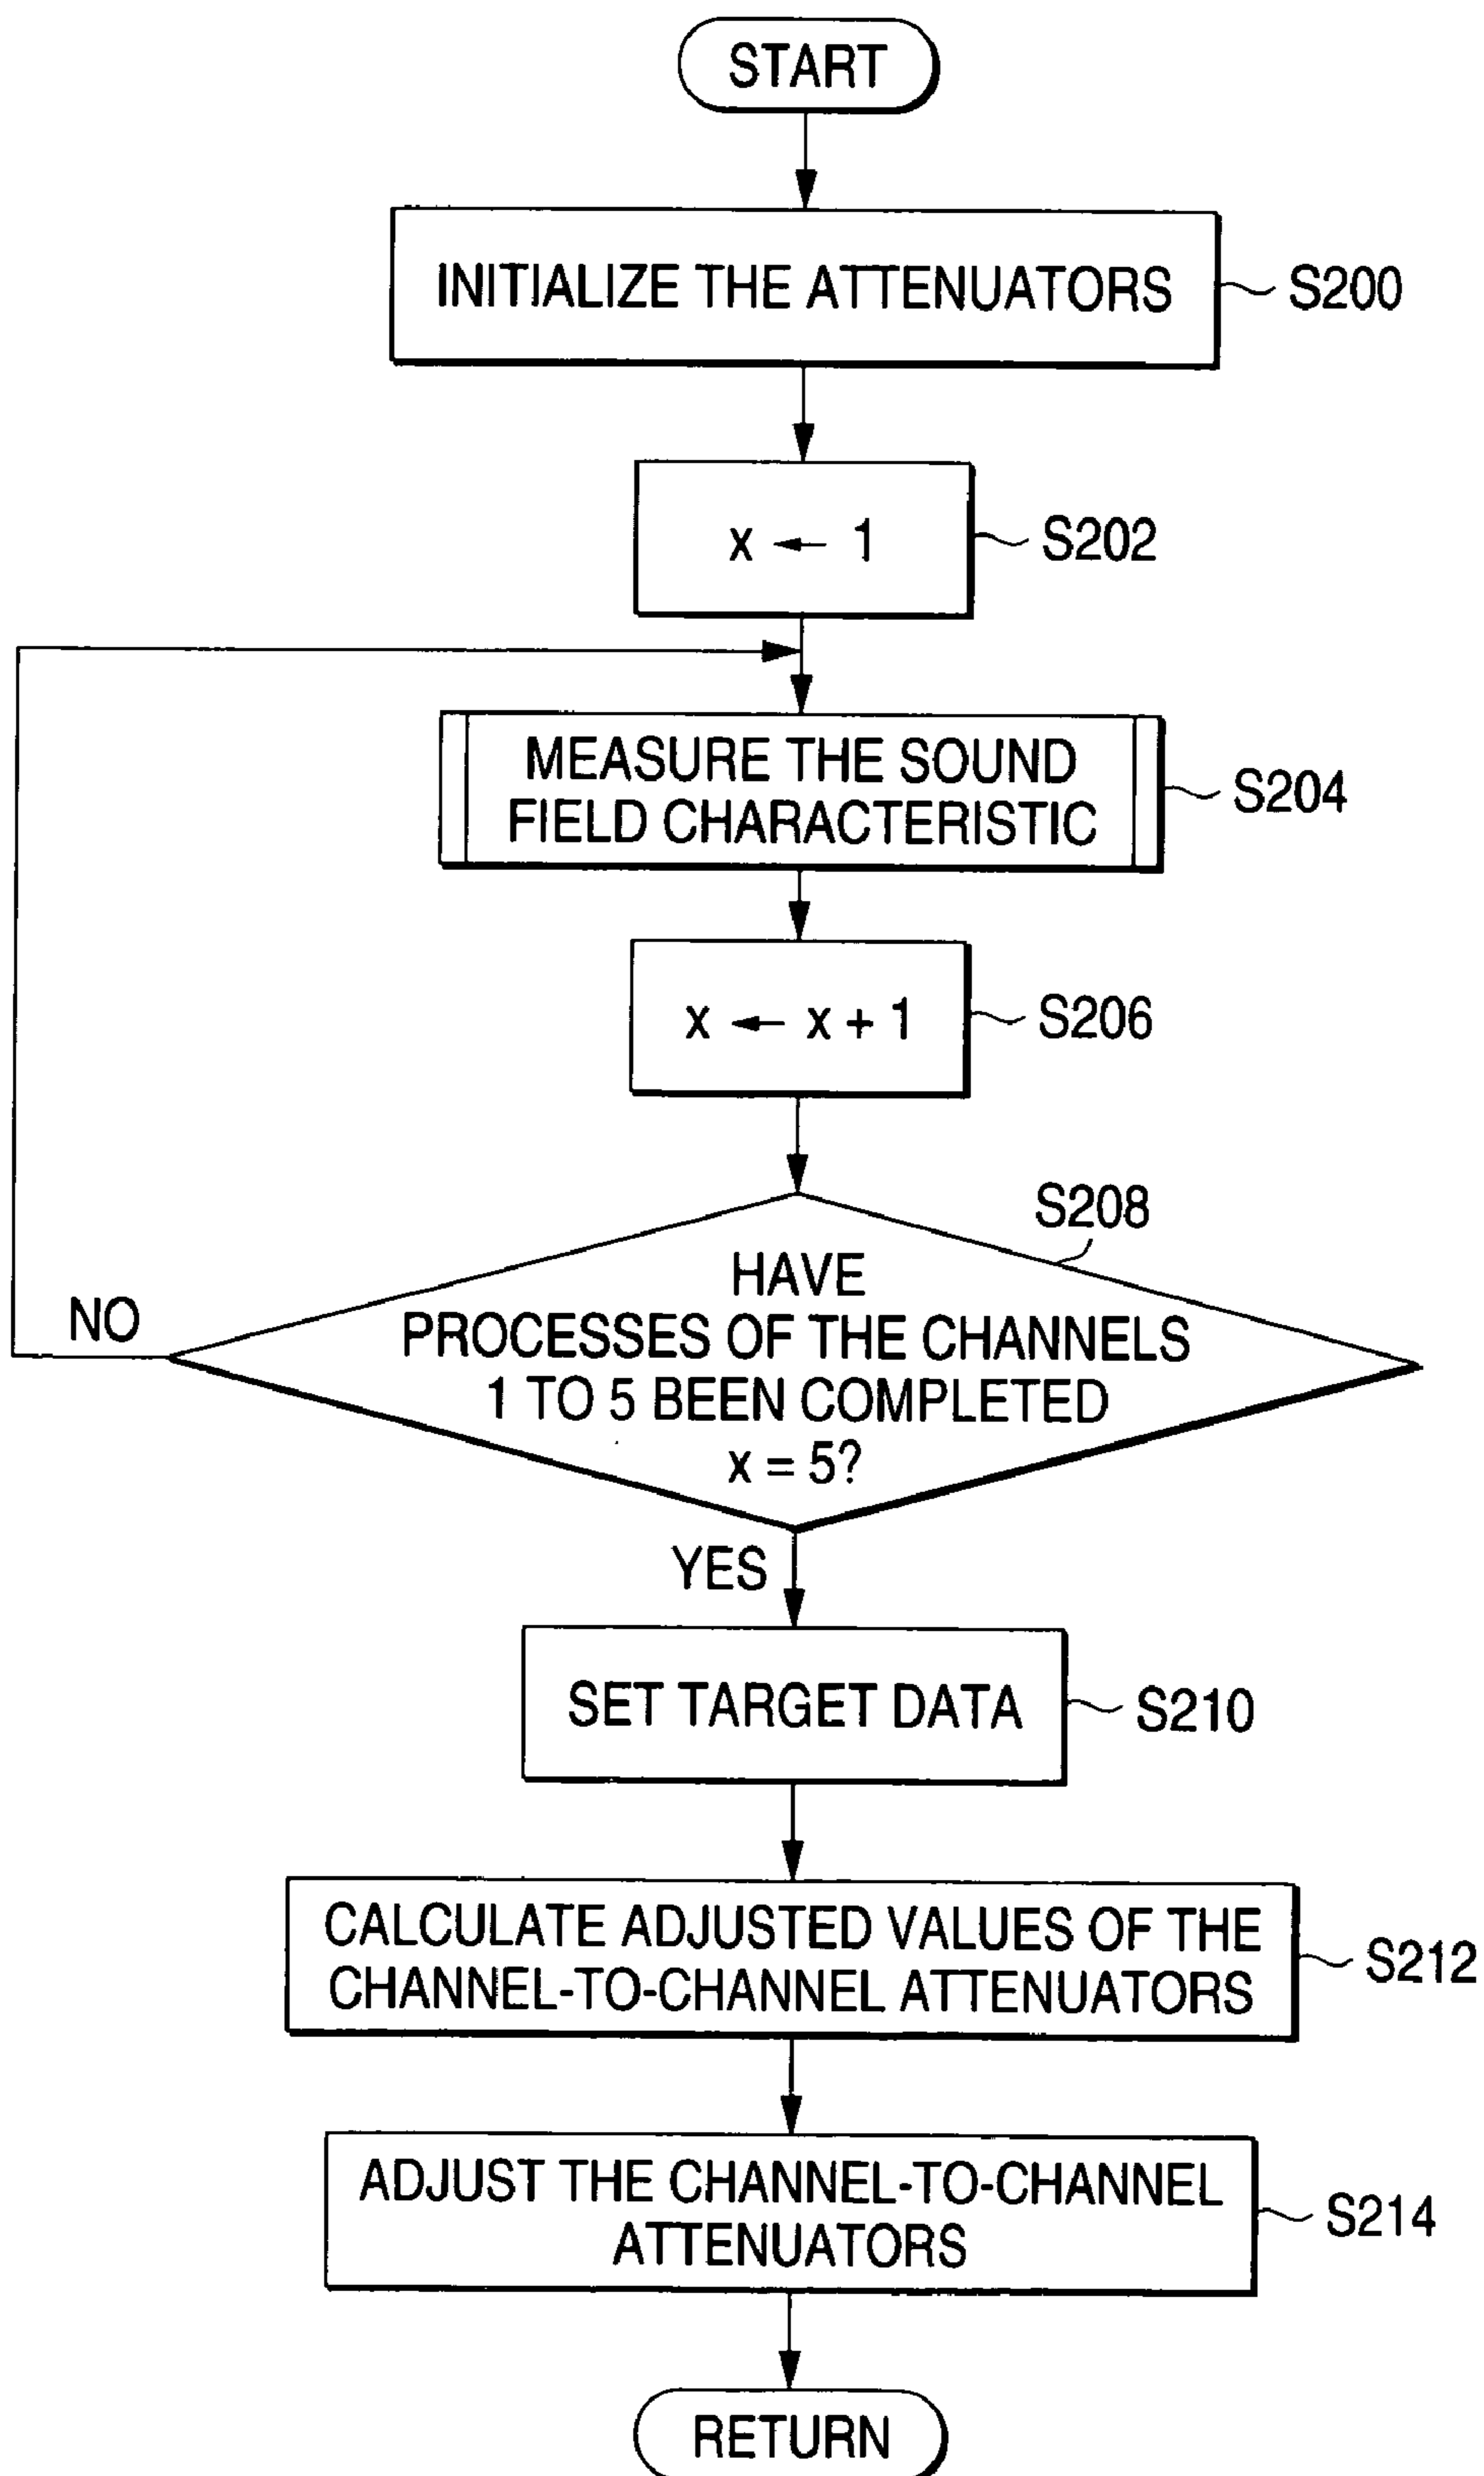 START
INITIALIZE THE ATTENUATORS
S200
x ← 1
S202
MEASURE THE SOUND
FIELD CHARACTERISTIC
S204
x ← x + 1
S206
S208
HAVE
PROCESSES OF THE CHANNELS
1 TO 5 BEEN COMPLETED
x = 5?
NO
YES
SET TARGET DATA
S210
CALCULATE ADJUSTED VALUES OF THE
CHANNEL-TO-CHANNEL ATTENUATORS
S212
ADJUST THE CHANNEL-TO-CHANNEL
ATTENUATORS
S214
RETURN